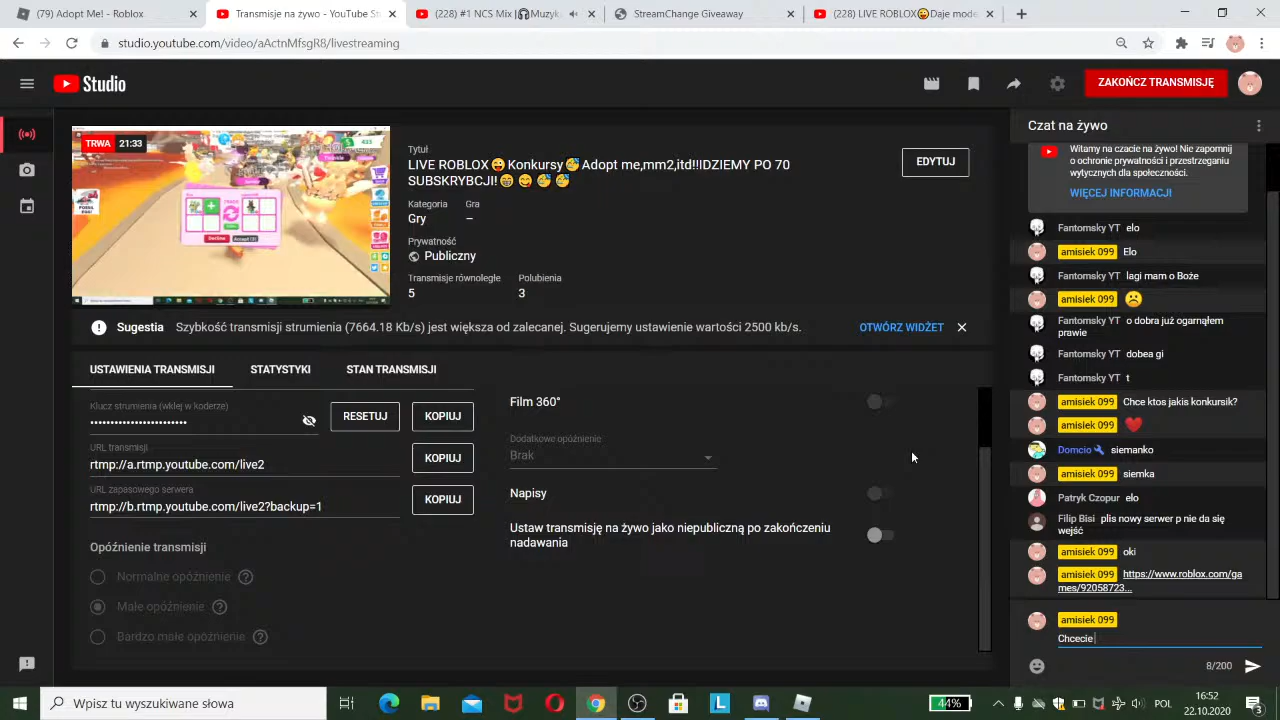 (79) Adopt Me! - Roblox
Transmisje na żywo - YouTube St
(228) #1 NCS Mix |🎧Muzyk
StreamChange Giveaway
(228) LIVE ROBLOX😀Daje mode
studio.youtube.com/video/aActnMfsgR8/livestreaming
Studio
ZAKOŃCZ TRANSMISJĘ
TRWA 21:33
Tytuł
LIVE ROBLOX😜Konkursy🥳Adopt me,mm2,itd!!IDZIEMY PO 70
SUBSKRYBCJI!😁 😋 🥳 🥳
EDYTUJ
Kategoria Gra
Gry –
Prywatność
Publiczny
Transmisje równoległe Polubienia
5 3
Sugestia Szybkość transmisji strumienia (7664.18 Kb/s) jest większa od zalecanej. Sugerujemy ustawienie wartości 2500 kb/s.
OTWÓRZ WIDŻET
USTAWIENIA TRANSMISJI STATYSTYKI STAN TRANSMISJI
Klucz strumienia (wklej w koderze)
••••••••••••••••••••••••
RESETUJ KOPIUJ
URL transmisji
rtmp://a.rtmp.youtube.com/live2
KOPIUJ
URL zapasowego serwera
rtmp://b.rtmp.youtube.com/live2?backup=1
KOPIUJ
Opóźnienie transmisji
Normalne opóźnienie
Małe opóźnienie
Bardzo małe opóźnienie
Film 360°
Dodatkowe opóźnienie
Brak
Napisy
Ustaw transmisję na żywo jako niepubliczną po zakończeniu
nadawania
Czat na żywo
Witamy na czacie na żywo! Nie zapomnij
o ochronie prywatności i przestrzeganiu
wytycznych dla społeczności.
WIĘCEJ INFORMACJI
Fantomsky YT elo
amisiek 099 Elo
Fantomsky YT lagi mam o Boże
amisiek 099 ☹️
Fantomsky YT o dobra już ogarnąłem
prawie
Fantomsky YT dobea gi
Fantomsky YT t
amisiek 099 Chce ktos jakis konkursik?
amisiek 099 ❤️
Domcio siemanko
amisiek 099 siemka
Patryk Czopur elo
Filip Bisi plis nowy serwer p nie da się
wejść
amisiek 099 oki
amisiek 099 https://www.roblox.com/ga
mes/92058723...
amisiek 099
Chcecie
8/200
Wpisz tu wyszukiwane słowa
44%
POL
16:52
22.10.2020
3